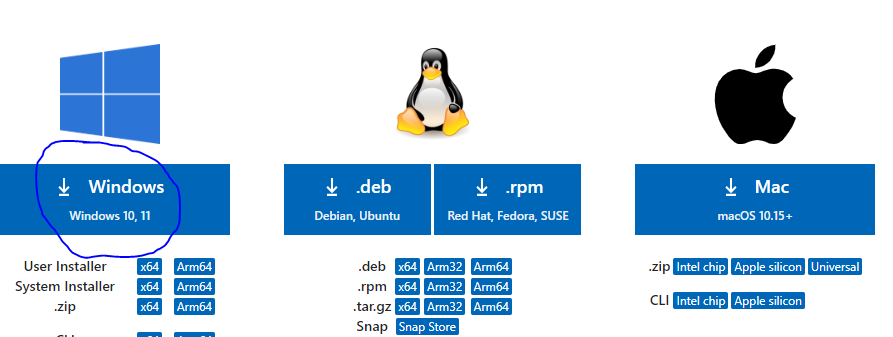 Windows
Windows 10, 11
User Installer x64 Arm64
System Installer x64 Arm64
.zip x64 Arm64
.deb
Debian, Ubuntu
.rpm
Red Hat, Fedora, SUSE
.deb x64 Arm32 Arm64
.rpm x64 Arm32 Arm64
.tar.gz x64 Arm32 Arm64
Snap Snap Store
Mac
macOS 10.15+
.zip Intel chip Apple silicon Universal
CLI Intel chip Apple silicon